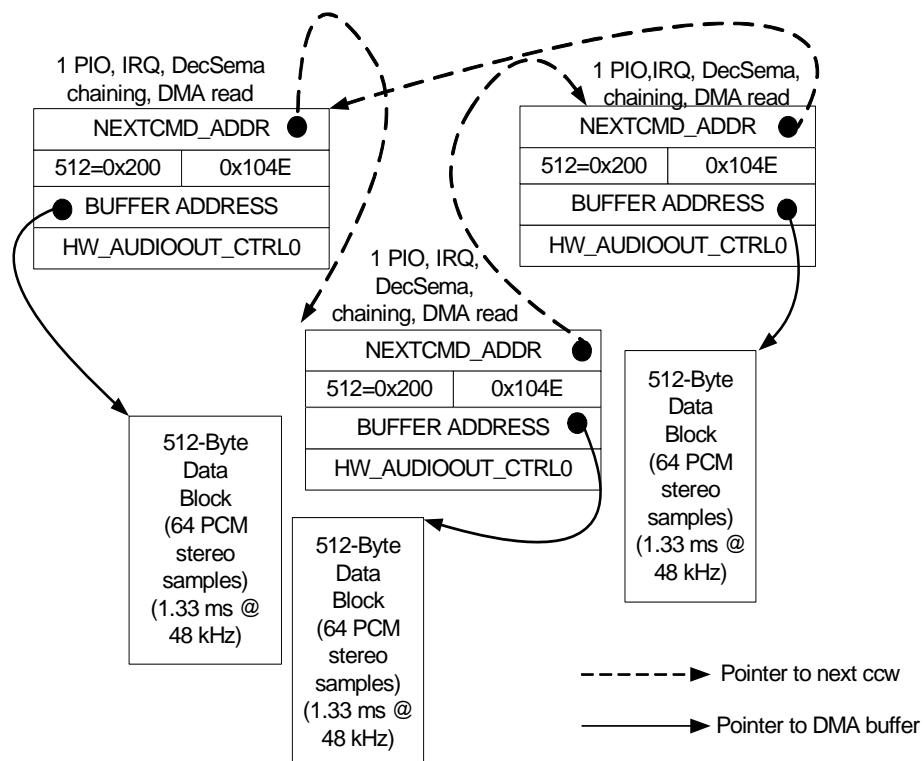 1 PIO, IRQ, DecSema
chaining, DMA read
NEXTCMD_ADDR
512=0x200 0x104E
BUFFER ADDRESS
HW_AUDIOOUT_CTRL0
1 PIO,IRQ, DecSema,
chaining, DMA read
NEXTCMD_ADDR
512=0x200 0x104E
BUFFER ADDRESS
HW_AUDIOOUT_CTRL0
1 PIO, IRQ,
DecSema,
chaining, DMA read
NEXTCMD_ADDR
512=0x200 0x104E
BUFFER ADDRESS
HW_AUDIOOUT_CTRL0
512-Byte
Data
Block
(64 PCM
stereo
samples)
(1.33 ms @
48 kHz)
512-Byte
Data
Block
(64 PCM
stereo
samples)
(1.33 ms @
48 kHz)
512-Byte
Data
Block
(64 PCM
stereo
samples)
(1.33 ms @
48 kHz)
Pointer to next ccw
Pointer to DMA buffer